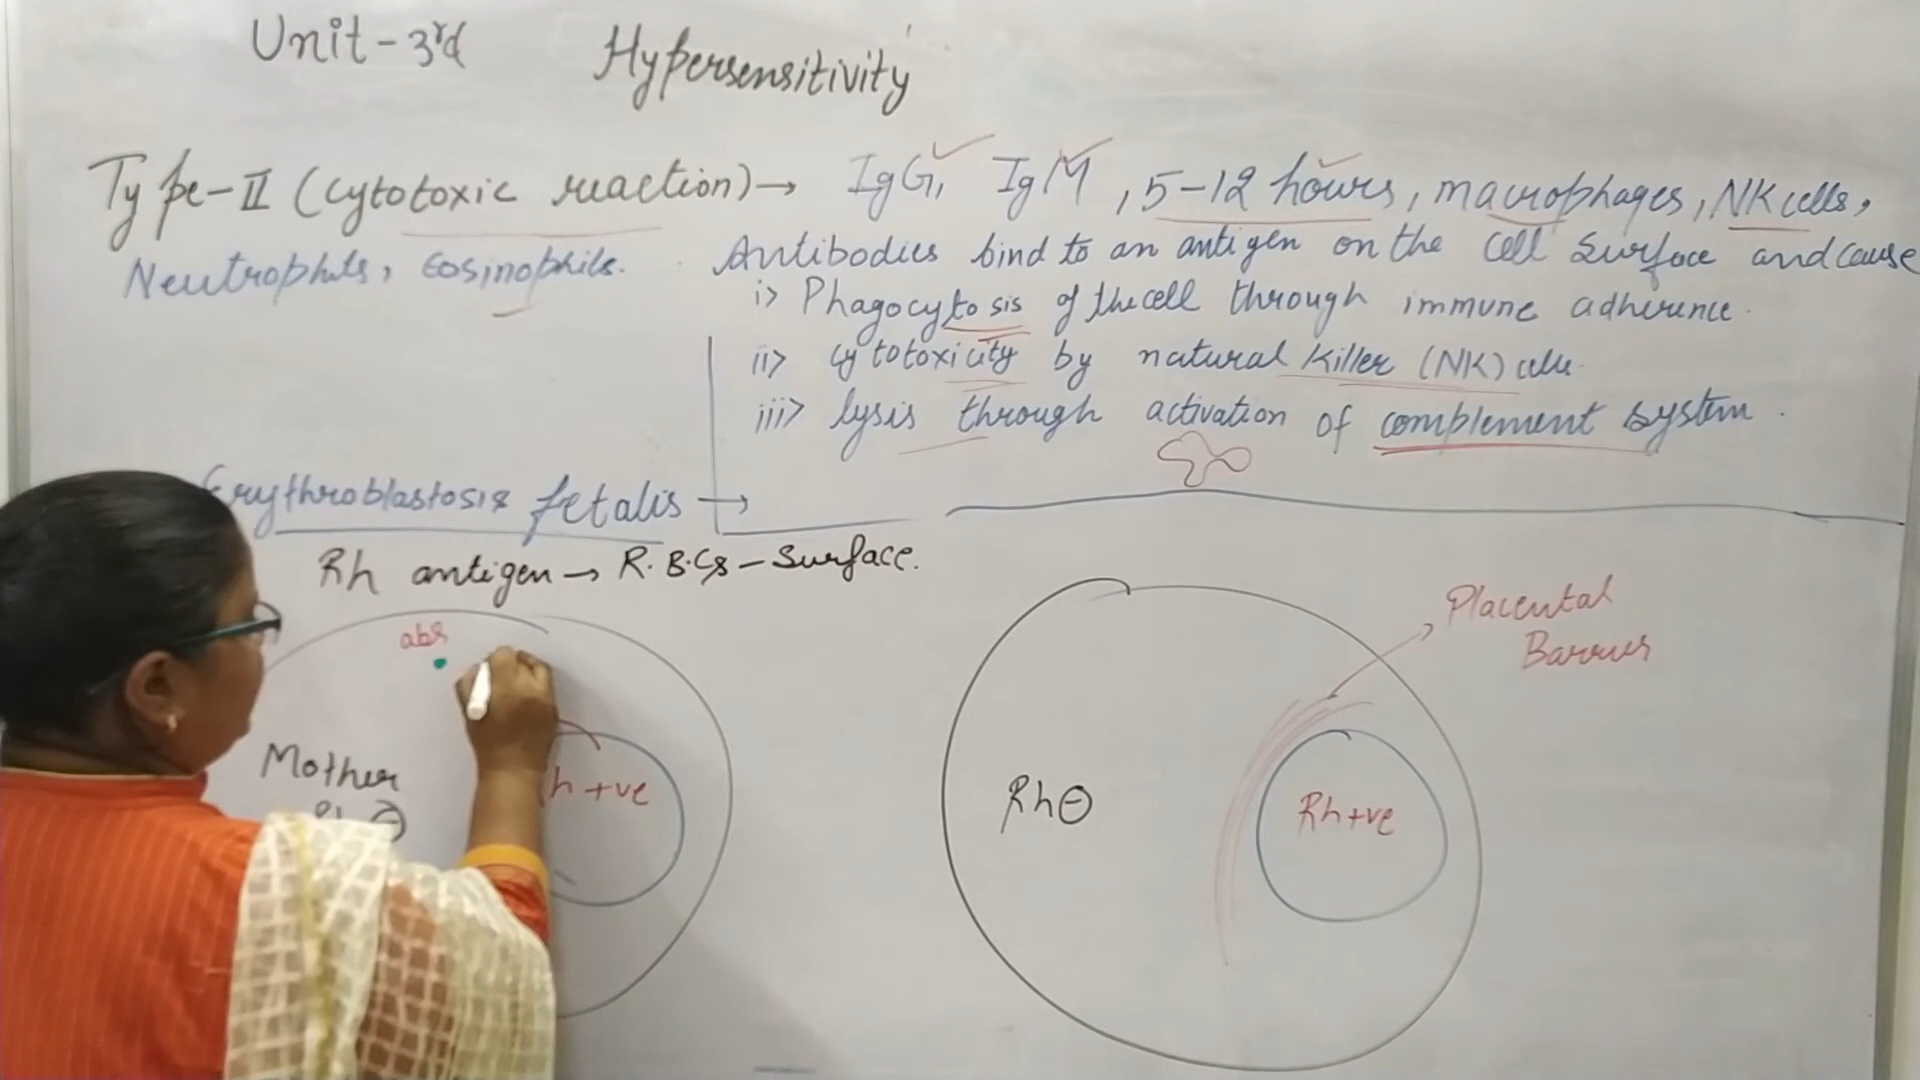 Unit-3rd Hypersensitivity
Type-II (cytotoxic reaction)→ IgG, IgM, 5-12 hours, macrophages, NK cells,
Neutrophils, Eosinophils. Antibodies bind to an antigen on the cell surface and cause
i> Phagocytosis of the cell through immune adherence.
ii> cytotoxicity by natural killer (NK) cells.
iii> lysis through activation of complement system.
Erythroblastosis fetalis →
Rh antigen → R.B.Cs - Surface.
abs
Mother
h +ve
Placental
Barrier
Rh⊖
Rh+ve